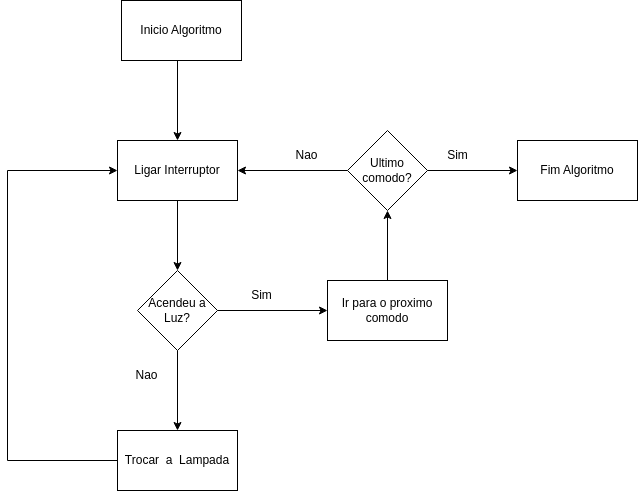 Inicio Algoritmo
Ligar Interruptor
Nao
Ultimo
comodo?
Sim
Fim Algoritmo
Acendeu a
Luz?
Sim
Ir para o proximo
comodo
Nao
Trocar a Lampada